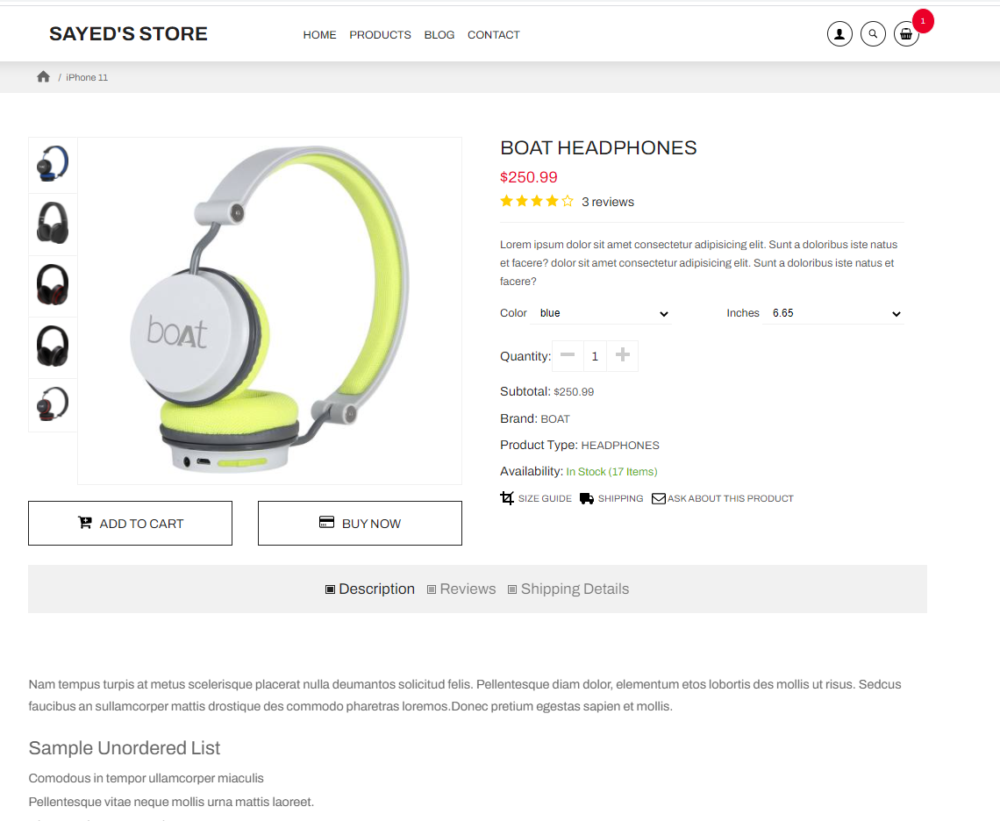 SAYED'S STORE
HOME PRODUCTS BLOG CONTACT
1
/ iPhone 11
BOAT HEADPHONES
$250.99
3 reviews
Lorem ipsum dolor sit amet consectetur adipisicing elit. Sunt a doloribus iste natus
et facere? dolor sit amet consectetur adipisicing elit. Sunt a doloribus iste natus et
facere?
Color blue Inches 6.65
boAt
Quantity: 1
Subtotal: $250.99
Brand: BOAT
Product Type: HEADPHONES
Availability: In Stock (17 Items)
SIZE GUIDE SHIPPING ASK ABOUT THIS PRODUCT
ADD TO CART BUY NOW
Description Reviews Shipping Details
Nam tempus turpis at metus scelerisque placerat nulla deumantos solicitud felis. Pellentesque diam dolor, elementum etos lobortis des mollis ut risus. Sedcus
faucibus an sullamcorper mattis drostique des commodo pharetras loremos.Donec pretium egestas sapien et mollis.
Sample Unordered List
Comodous in tempor ullamcorper miaculis
Pellentesque vitae neque mollis urna mattis laoreet.